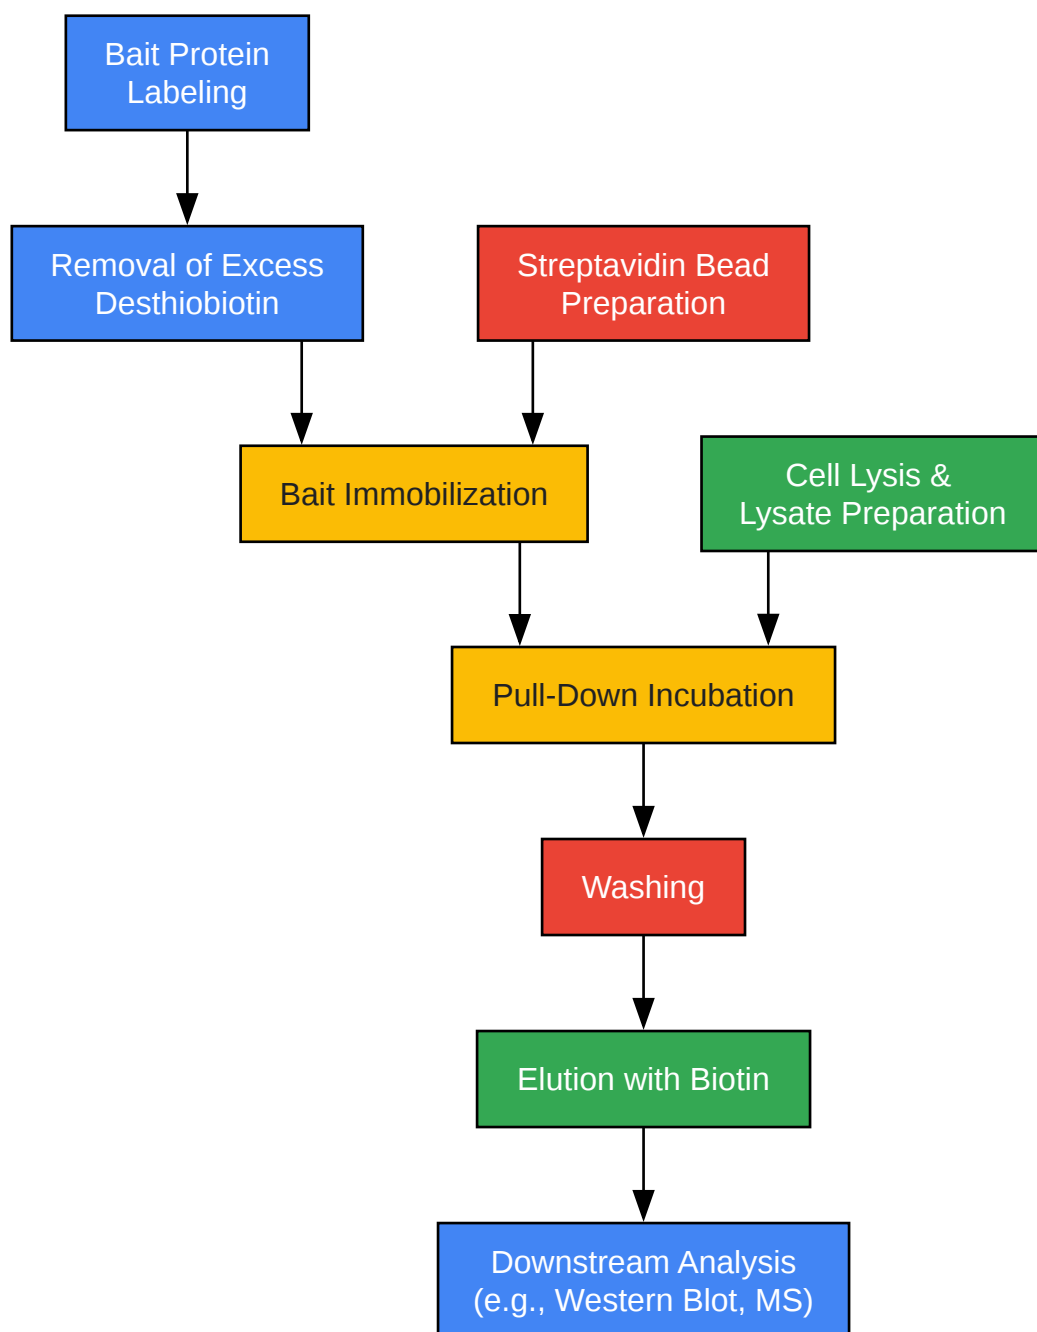 Bait Protein
Labeling
Removal of Excess
Desthiobiotin
Streptavidin Bead
Preparation
Bait Immobilization
Cell Lysis &
Lysate Preparation
Pull-Down Incubation
Washing
Elution with Biotin
Downstream Analysis
(e.g., Western Blot, MS)